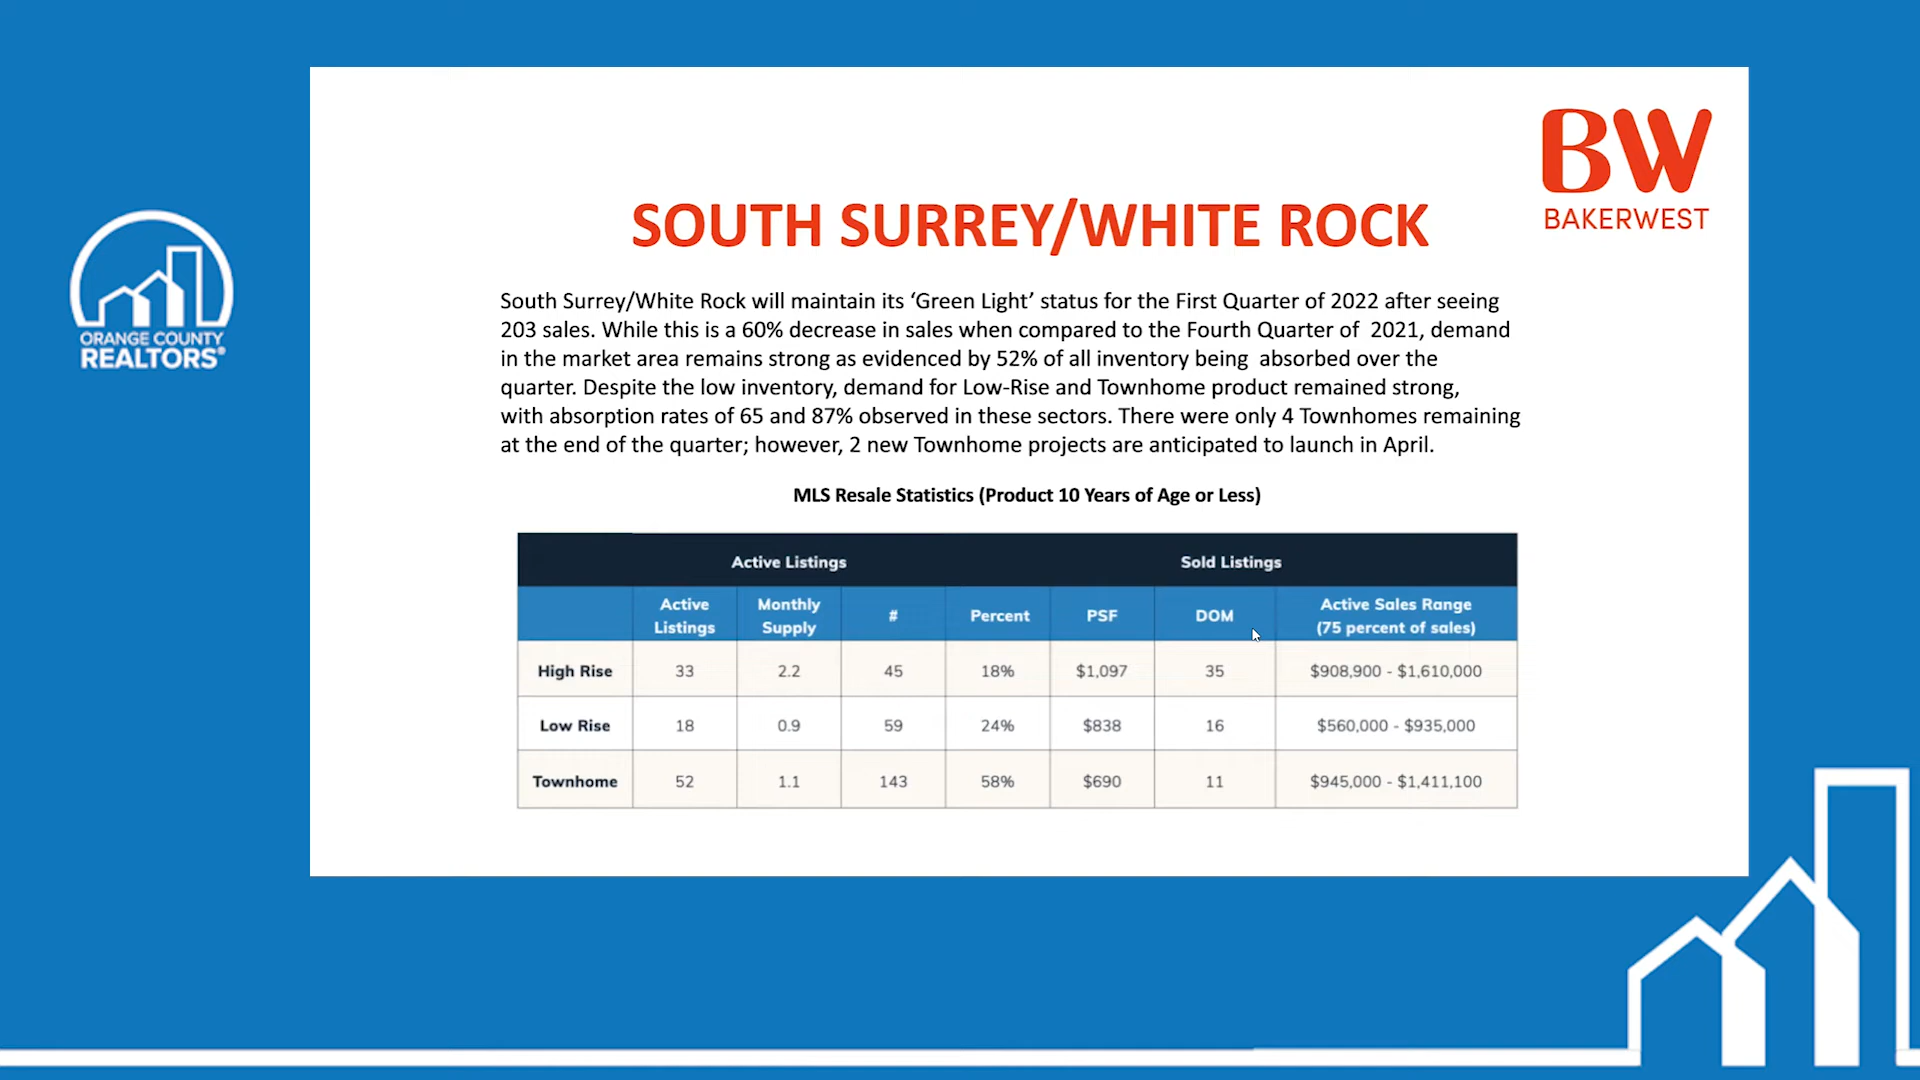 BW
BAKERWEST
SOUTH SURREY/WHITE ROCK
ORANGE COUNTY
REALTORS®
South Surrey/White Rock will maintain its ‘Green Light’ status for the First Quarter of 2022 after seeing
203 sales. While this is a 60% decrease in sales when compared to the Fourth Quarter of 2021, demand
in the market area remains strong as evidenced by 52% of all inventory being absorbed over the
quarter. Despite the low inventory, demand for Low-Rise and Townhome product remained strong,
with absorption rates of 65 and 87% observed in these sectors. There were only 4 Townhomes remaining
at the end of the quarter; however, 2 new Townhome projects are anticipated to launch in April.
MLS Resale Statistics (Product 10 Years of Age or Less)
Active Listings Sold Listings
Active Listings Monthly Supply # Percent PSF DOM Active Sales Range (75 percent of sales)
High Rise 33 2.2 45 18% $1,097 35 $908,900 - $1,610,000
Low Rise 18 0.9 59 24% $838 16 $560,000 - $935,000
Townhome 52 1.1 143 58% $690 11 $945,000 - $1,411,100